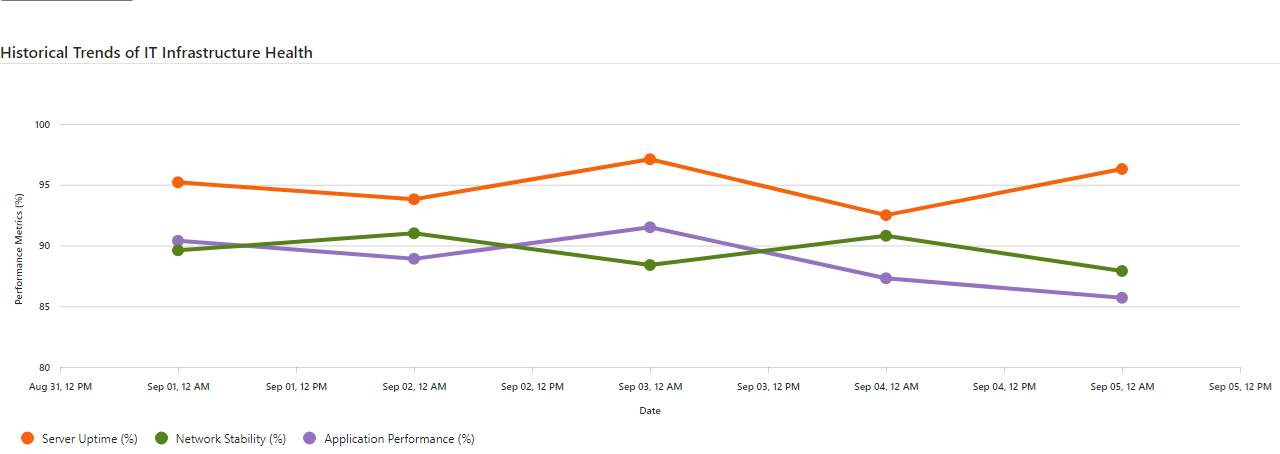 Historical Trends of IT Infrastructure Health
100
95
90
85
80
Performance Metrics (%)
Aug 31, 12 PM
Sep 01, 12 AM
Sep 01, 12 PM
Sep 02, 12 AM
Sep 02, 12 PM
Sep 03, 12 AM
Sep 03, 12 PM
Sep 04, 12 AM
Sep 04, 12 PM
Sep 05, 12 AM
Sep 05, 12 PM
Date
Server Uptime (%)
Network Stability (%)
Application Performance (%)